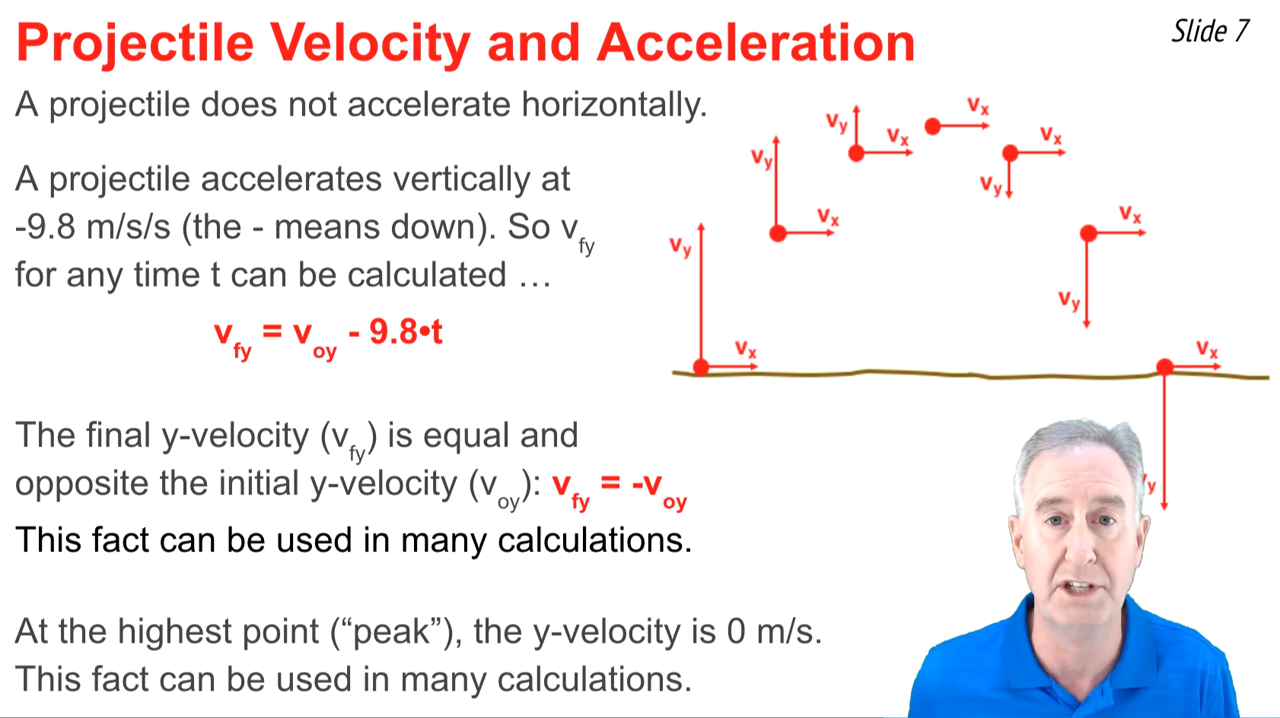 Projectile Velocity and Acceleration
Slide 7
A projectile does not accelerate horizontally.
A projectile accelerates vertically at
-9.8 m/s/s (the - means down). So vfy
for any time t can be calculated …
vfy = voy - 9.8•t
The final y-velocity (vfy) is equal and
opposite the initial y-velocity (voy): vfy = -voy
This fact can be used in many calculations.
At the highest point (“peak”), the y-velocity is 0 m/s.
This fact can be used in many calculations.
vy
vx
vy
vx
vy
vx
vx
vx
vy
vx
vy
vx
y